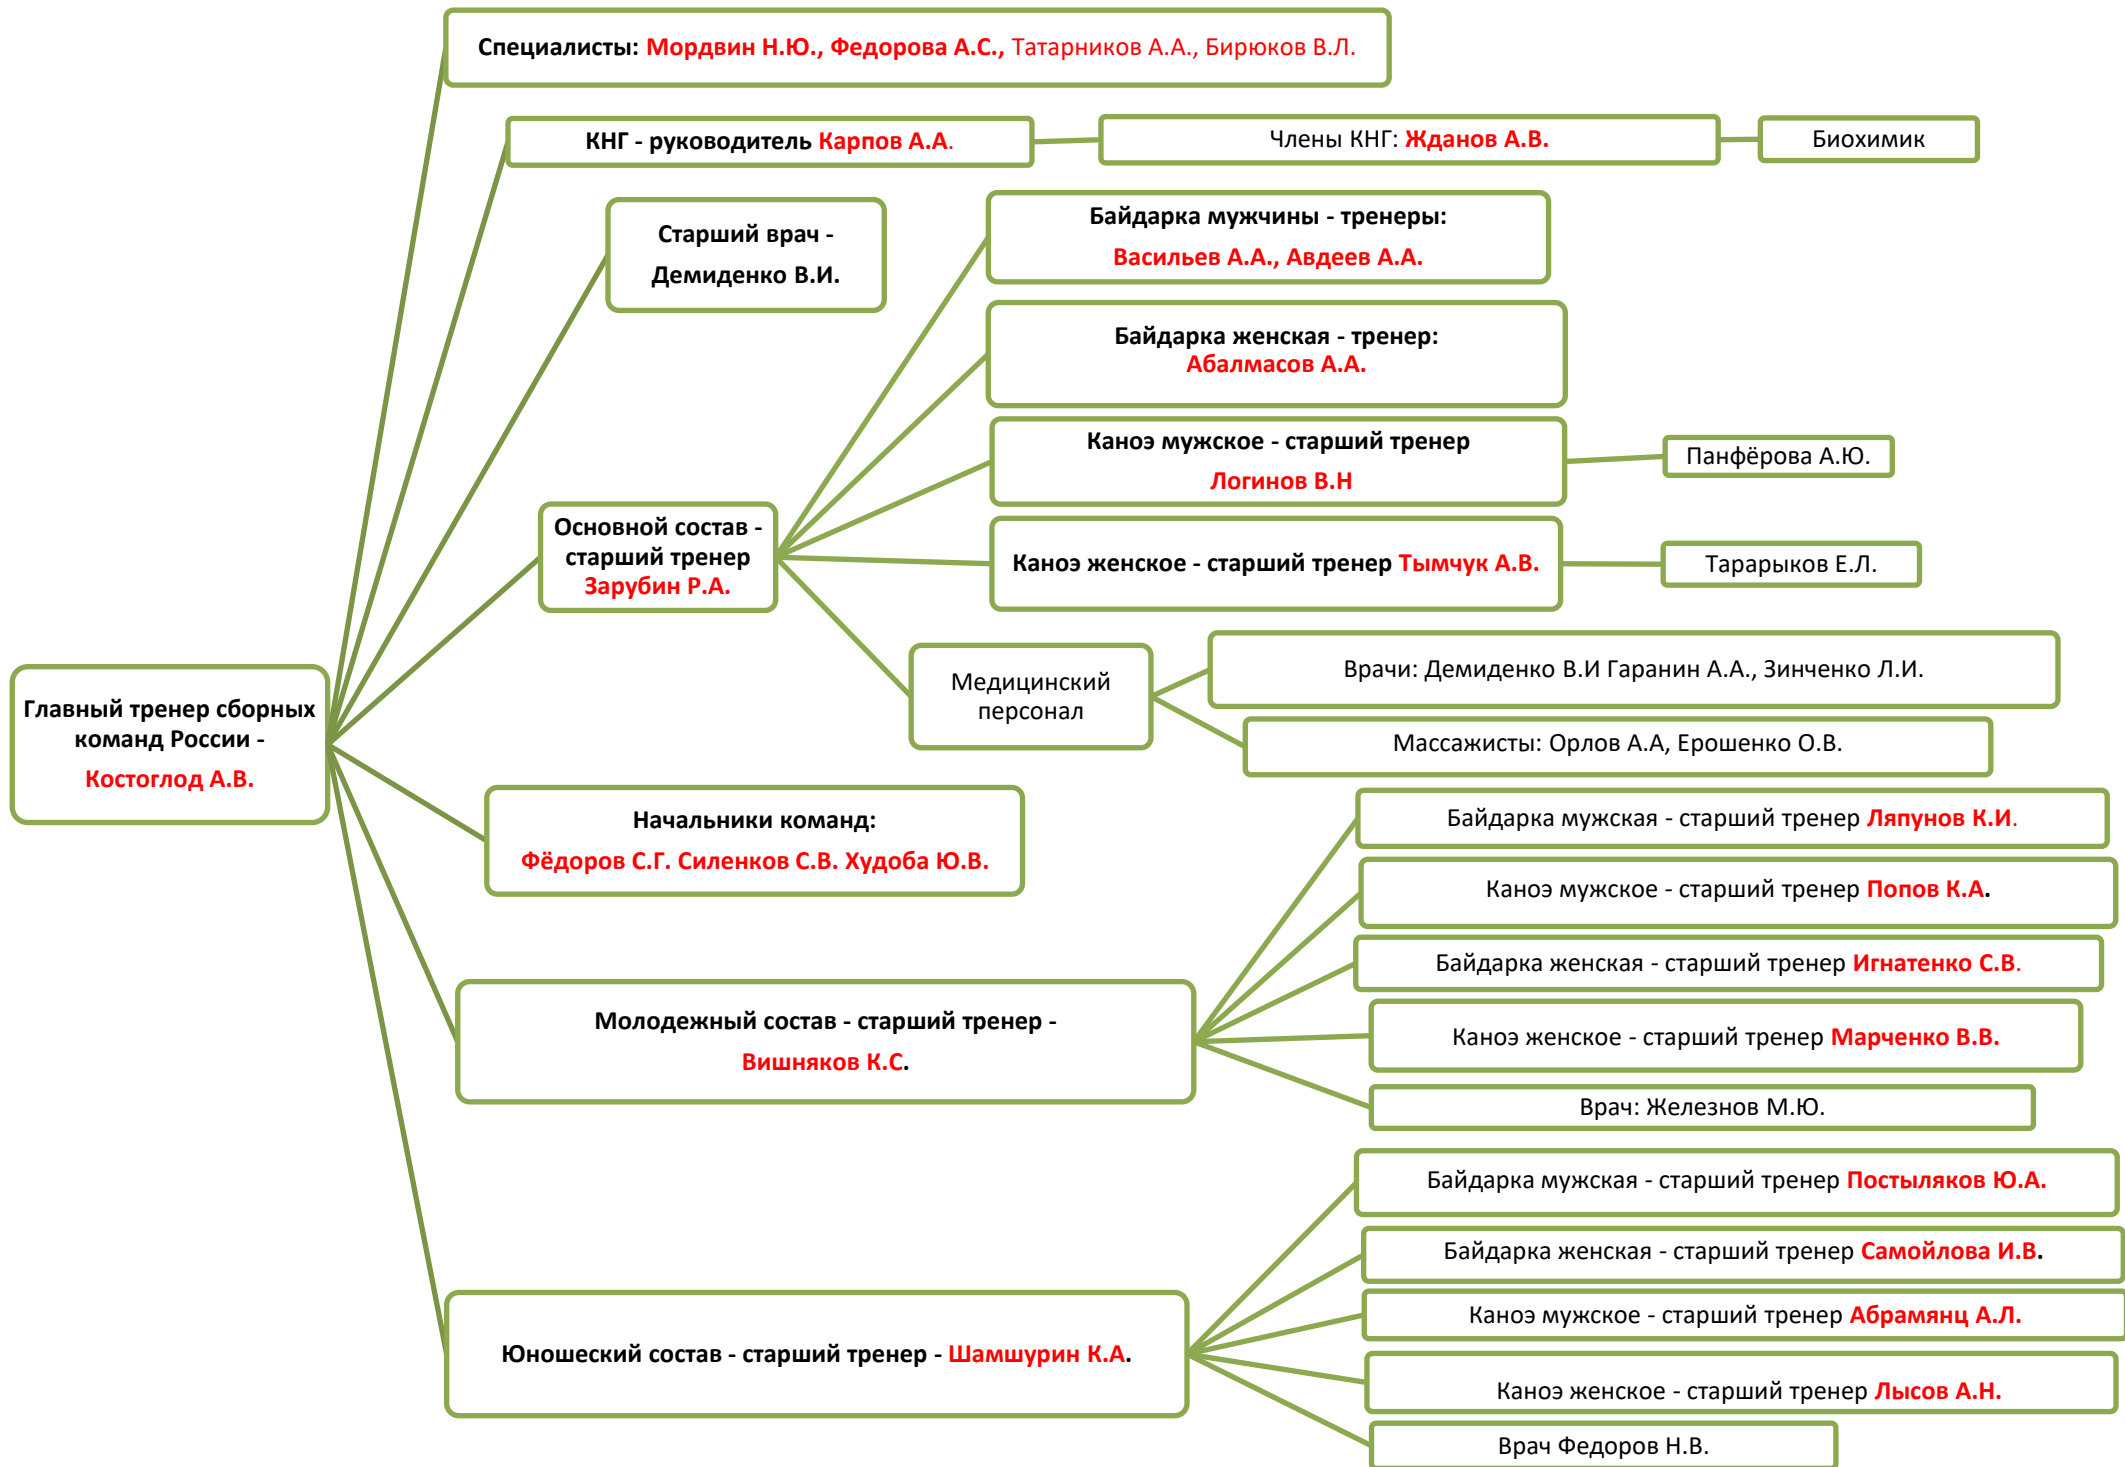 Специалисты: Мордвин Н.Ю., Федорова А.С., Татарников А.А., Бирюков В.Л.
КНГ - руководитель Карпов А.А.
Члены КНГ: Жданов А.В.
Биохимик
Старший врач -
Демиденко В.И.
Байдарка мужчины - тренеры:
Васильев А.А., Авдеев А.А.
Байдарка женская - тренер:
Абалмасов А.А.
Каноэ мужское - старший тренер
Логинов В.Н
Панфёрова А.Ю.
Основной состав -
старший тренер
Зарубин Р.А.
Каноэ женское - старший тренер Тымчук А.В.
Тарарыков Е.Л.
Медицинский
персонал
Врачи: Демиденко В.И Гаранин А.А., Зинченко Л.И.
Массажисты: Орлов А.А, Ерошенко О.В.
Главный тренер сборных
команд России -
Костоглод А.В.
Начальники команд:
Фёдоров С.Г. Силенков С.В. Худоба Ю.В.
Молодежный состав - старший тренер -
Вишняков К.С.
Байдарка мужская - старший тренер Ляпунов К.И.
Каноэ мужское - старший тренер Попов К.А.
Байдарка женская - старший тренер Игнатенко С.В.
Каноэ женское - старший тренер Марченко В.В.
Врач: Железнов М.Ю.
Юношеский состав - старший тренер - Шамшурин К.А.
Байдарка мужская - старший тренер Постыляков Ю.А.
Байдарка женская - старший тренер Самойлова И.В.
Каноэ мужское - старший тренер Абрамянц А.Л.
Каноэ женское - старший тренер Лысов А.Н.
Врач Федоров Н.В.